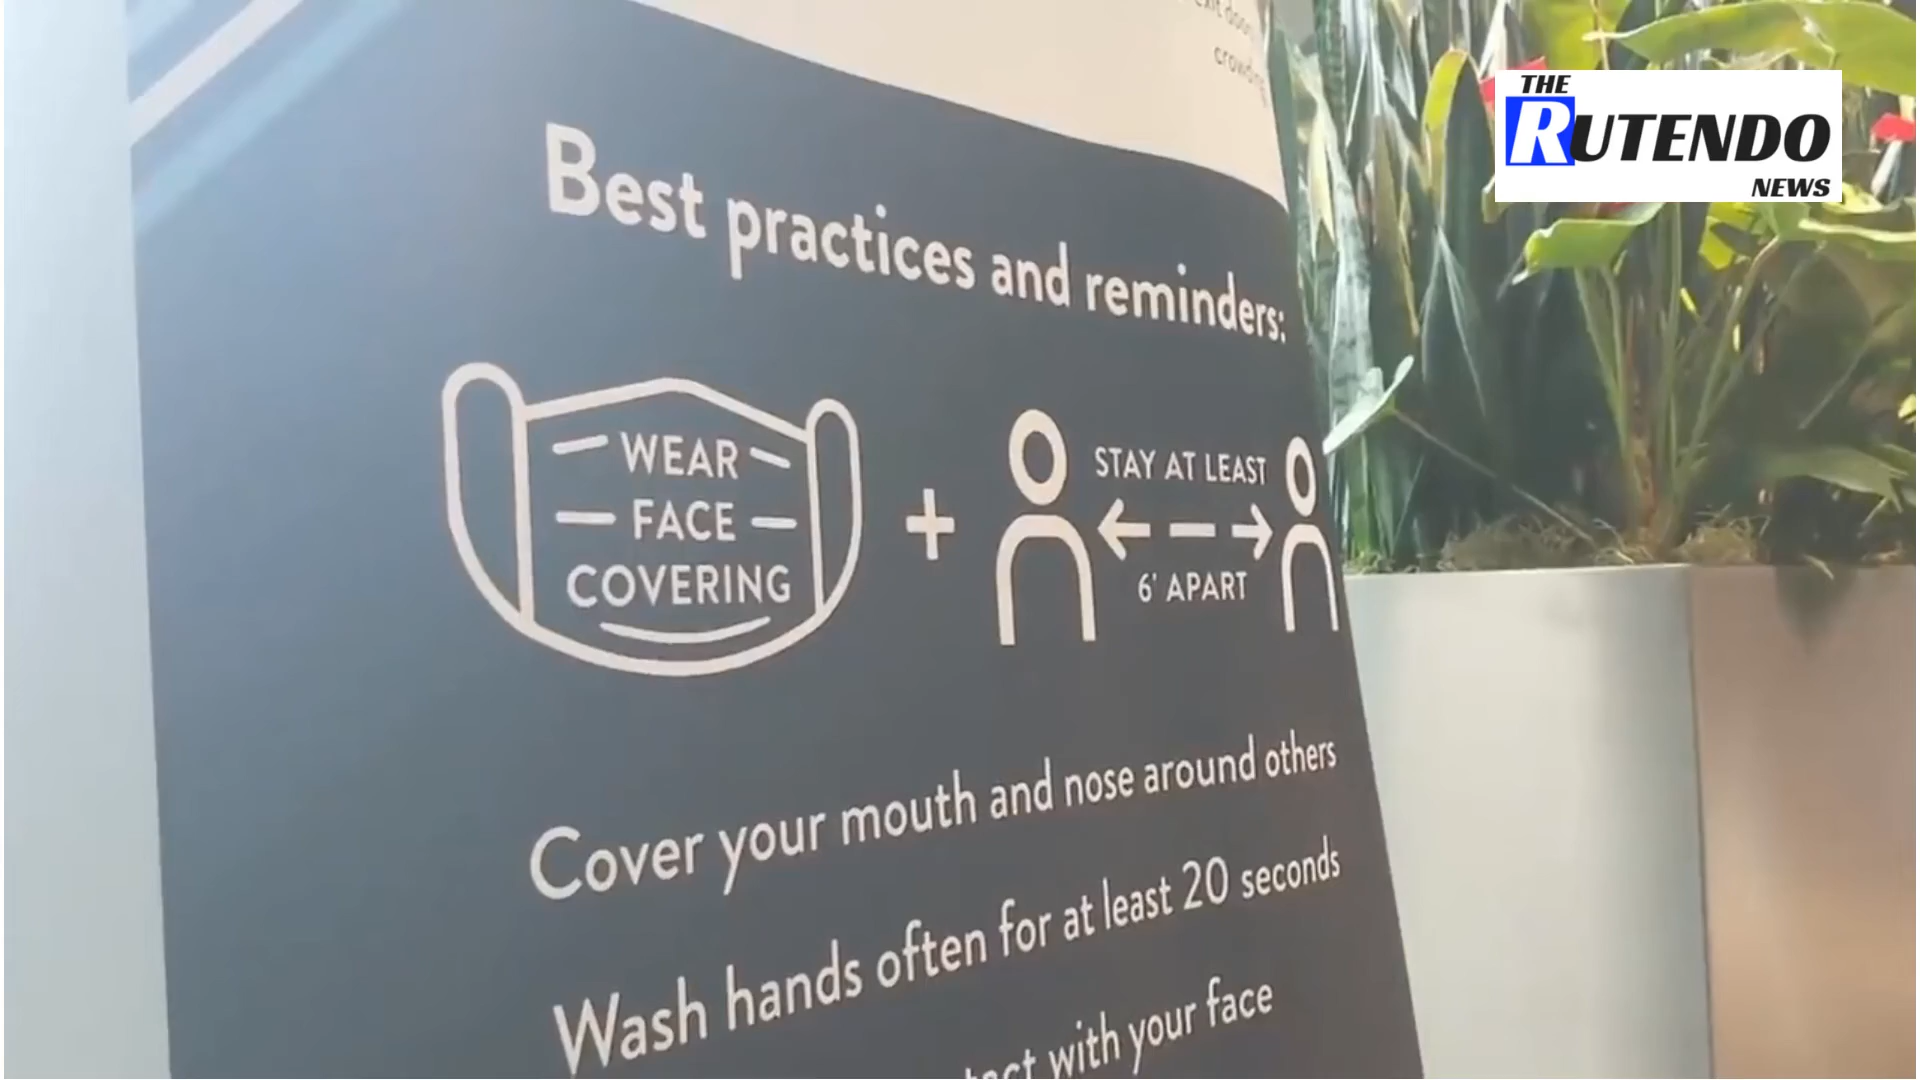 crowding
THE
RUTENDO
NEWS
Best practices and reminders:
WEAR
FACE
COVERING
+
STAY AT LEAST
6' APART
Cover your mouth and nose around others
Wash hands often for at least 20 seconds
with your face